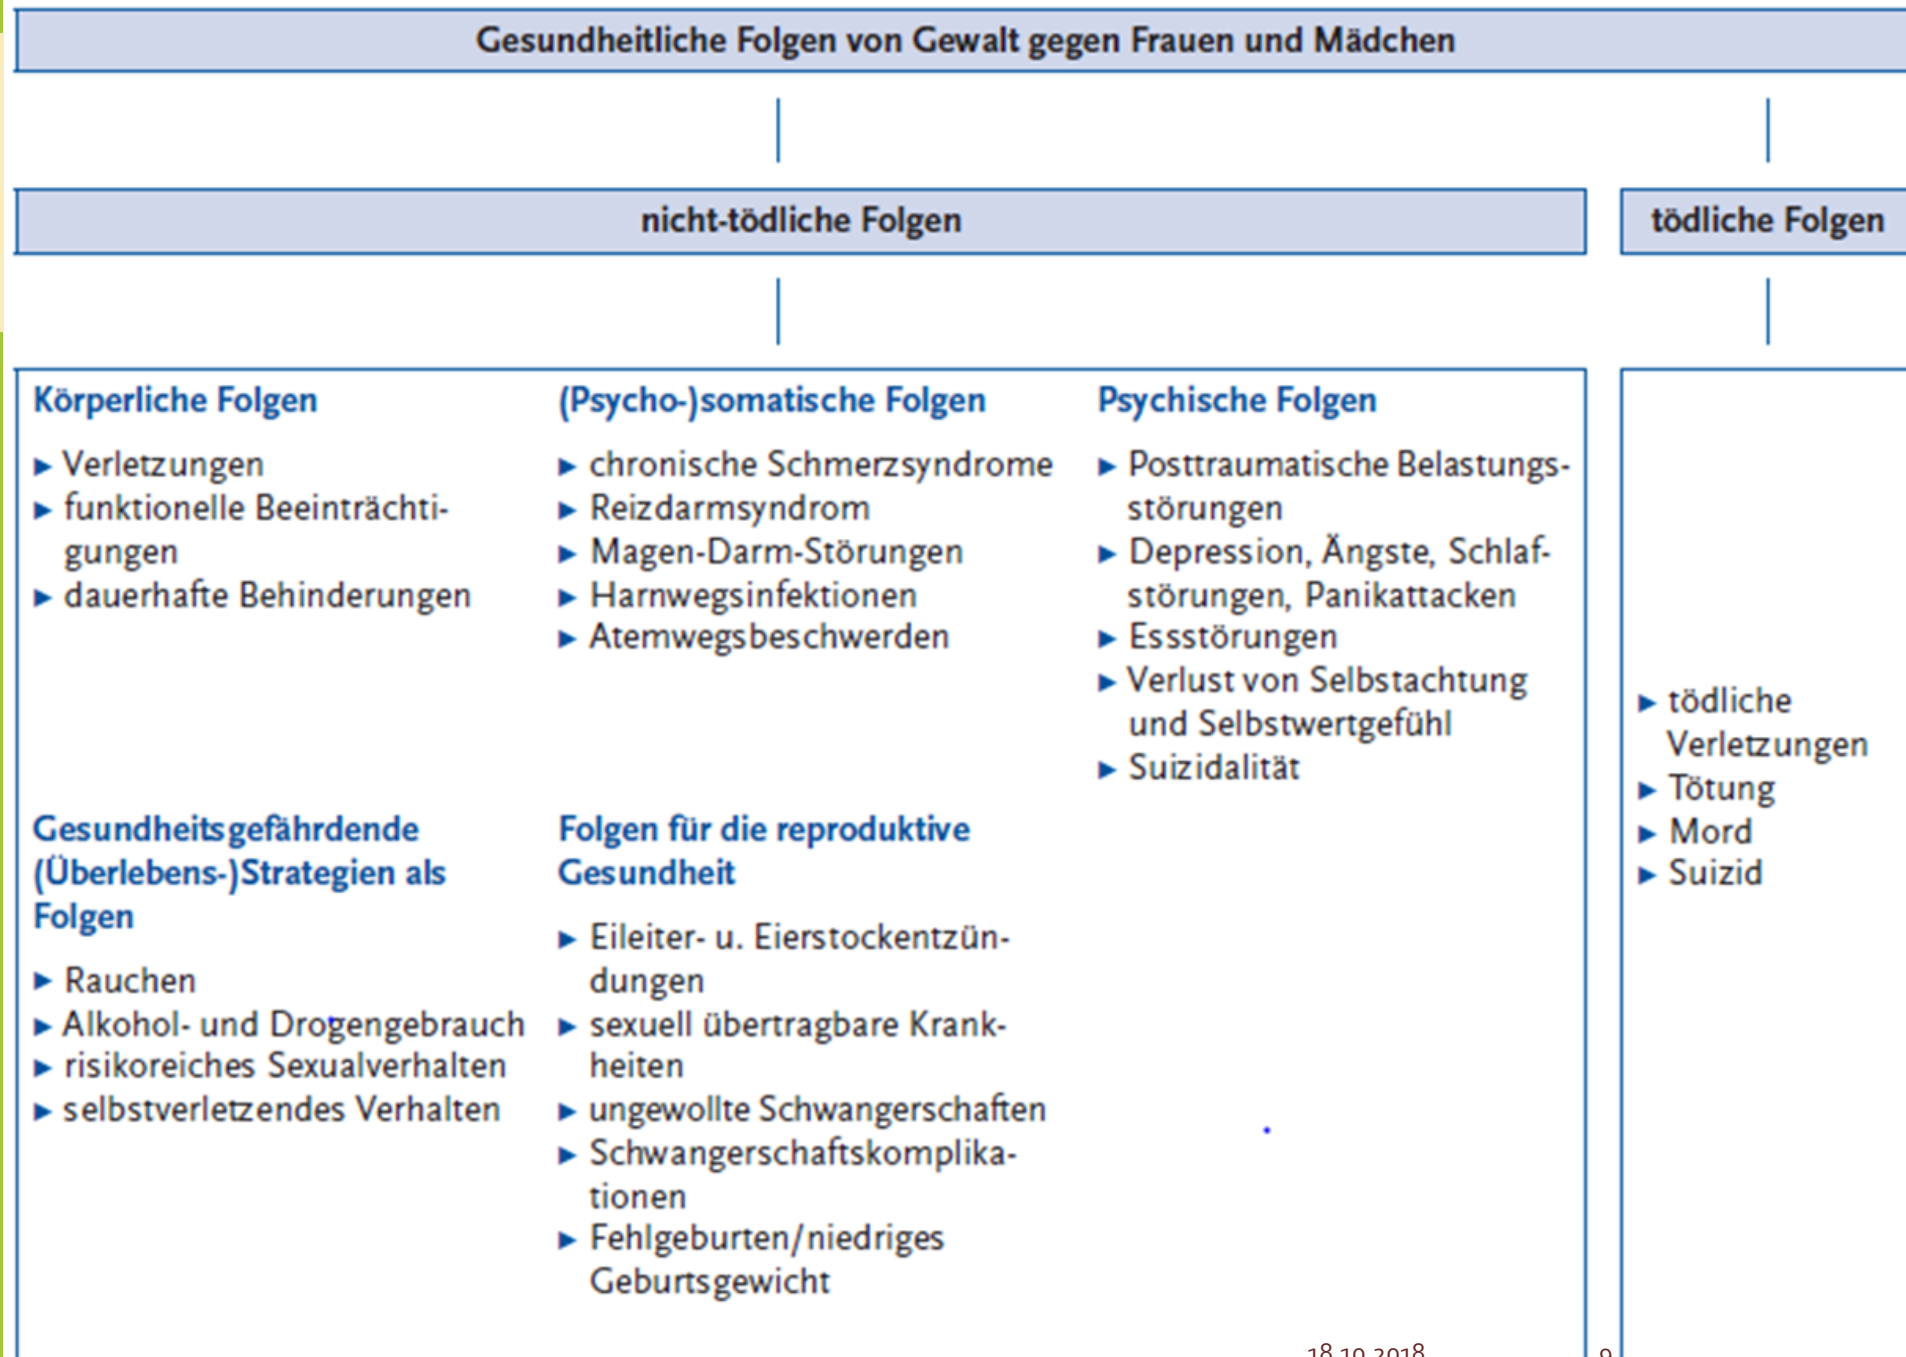 Gesundheitliche Folgen von Gewalt gegen Frauen und Mädchen
nicht-tödliche Folgen
tödliche Folgen
Körperliche Folgen
► Verletzungen
► funktionelle Beeinträchti-
gungen
► dauerhafte Behinderungen
(Psycho-)somatische Folgen
► chronische Schmerzsyndrome
► Reizdarmsyndrom
► Magen-Darm-Störungen
► Harnwegsinfektionen
► Atemwegsbeschwerden
Psychische Folgen
► Posttraumatische Belastungs-
störungen
► Depression, Ängste, Schlaf-
störungen, Panikattacken
► Essstörungen
► Verlust von Selbstachtung
und Selbstwertgefühl
► Suizidalität
Gesundheitsgefährdende
(Überlebens-)Strategien als
Folgen
► Rauchen
► Alkohol- und Drogengebrauch
► risikoreiches Sexualverhalten
► selbstverletzendes Verhalten
Folgen für die reproduktive
Gesundheit
► Eileiter- u. Eierstockentzün-
dungen
► sexuell übertragbare Krank-
heiten
► ungewollte Schwangerschaften
► Schwangerschaftskomplika-
tionen
► Fehlgeburten/niedriges
Geburtsgewicht
► tödliche
Verletzungen
► Tötung
► Mord
► Suizid
18.10.2018
9